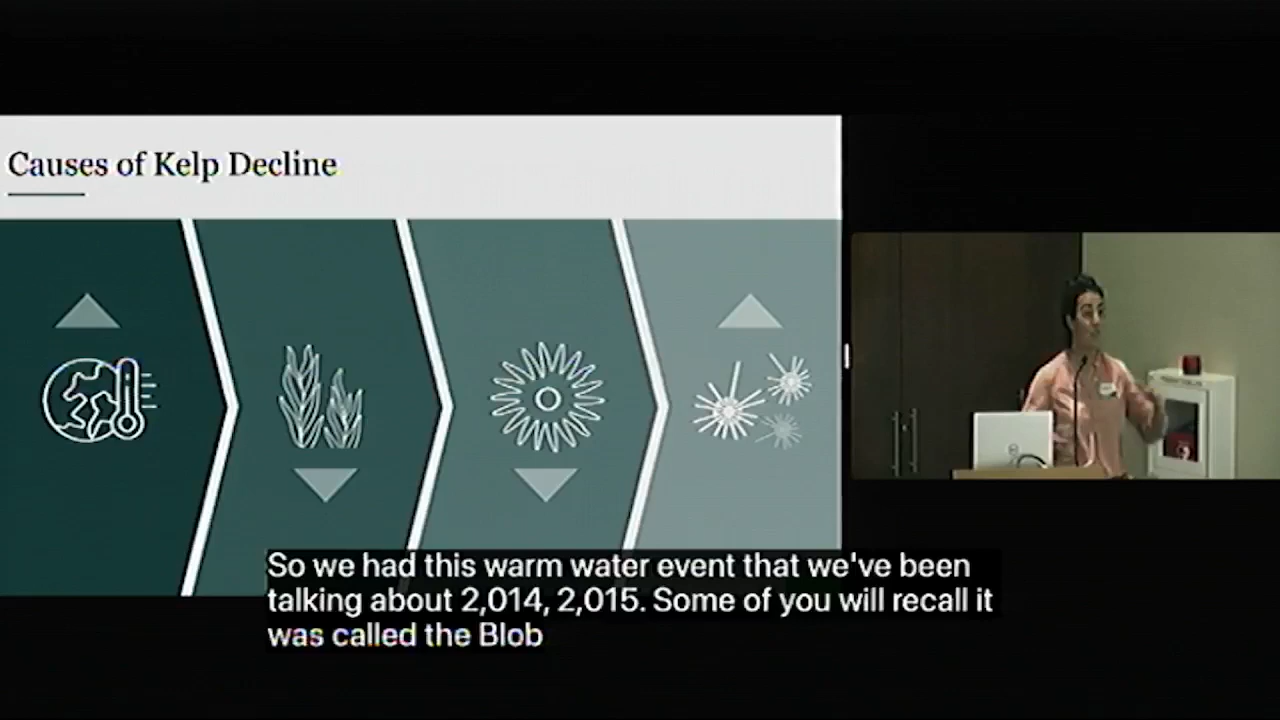 Causes of Kelp Decline
So we had this warm water event that we've been
talking about 2,014, 2,015. Some of you will recall it
was called the Blob